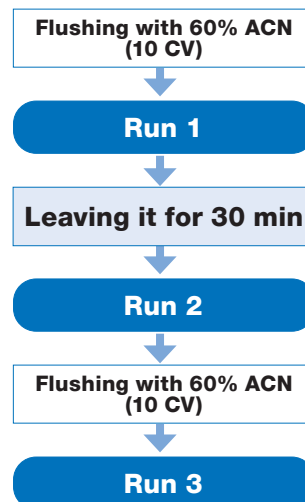 Flushing with 60% ACN
(10 CV)
Run 1
Leaving it for 30 min
Run 2
Flushing with 60% ACN
(10 CV)
Run 3